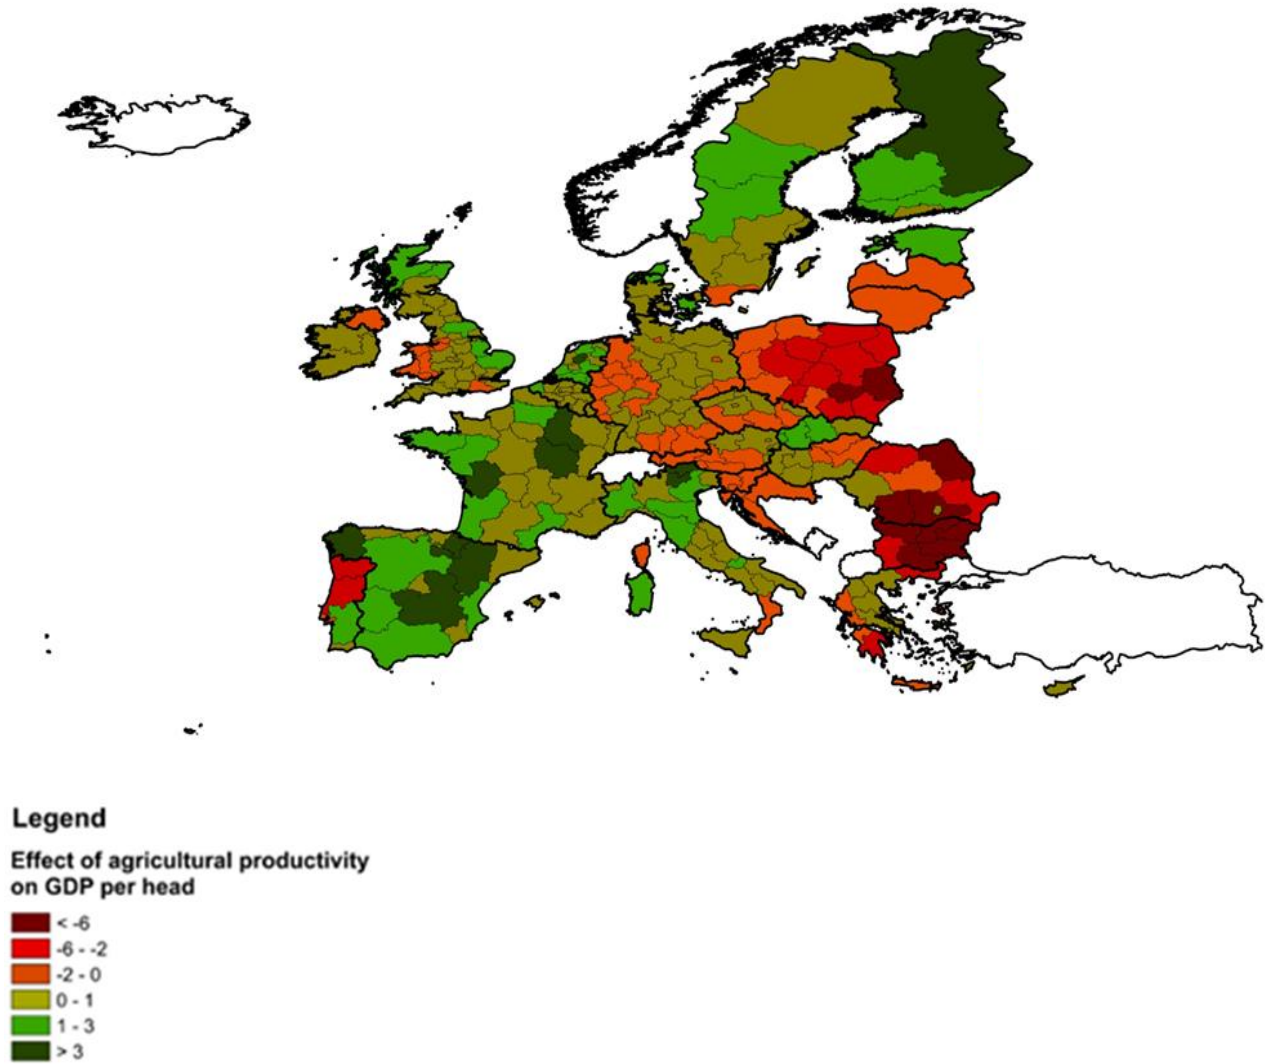 Legend
Effect of agricultural productivity
on GDP per head
< -6
-6 - -2
-2 - 0
0 - 1
1 - 3
> 3